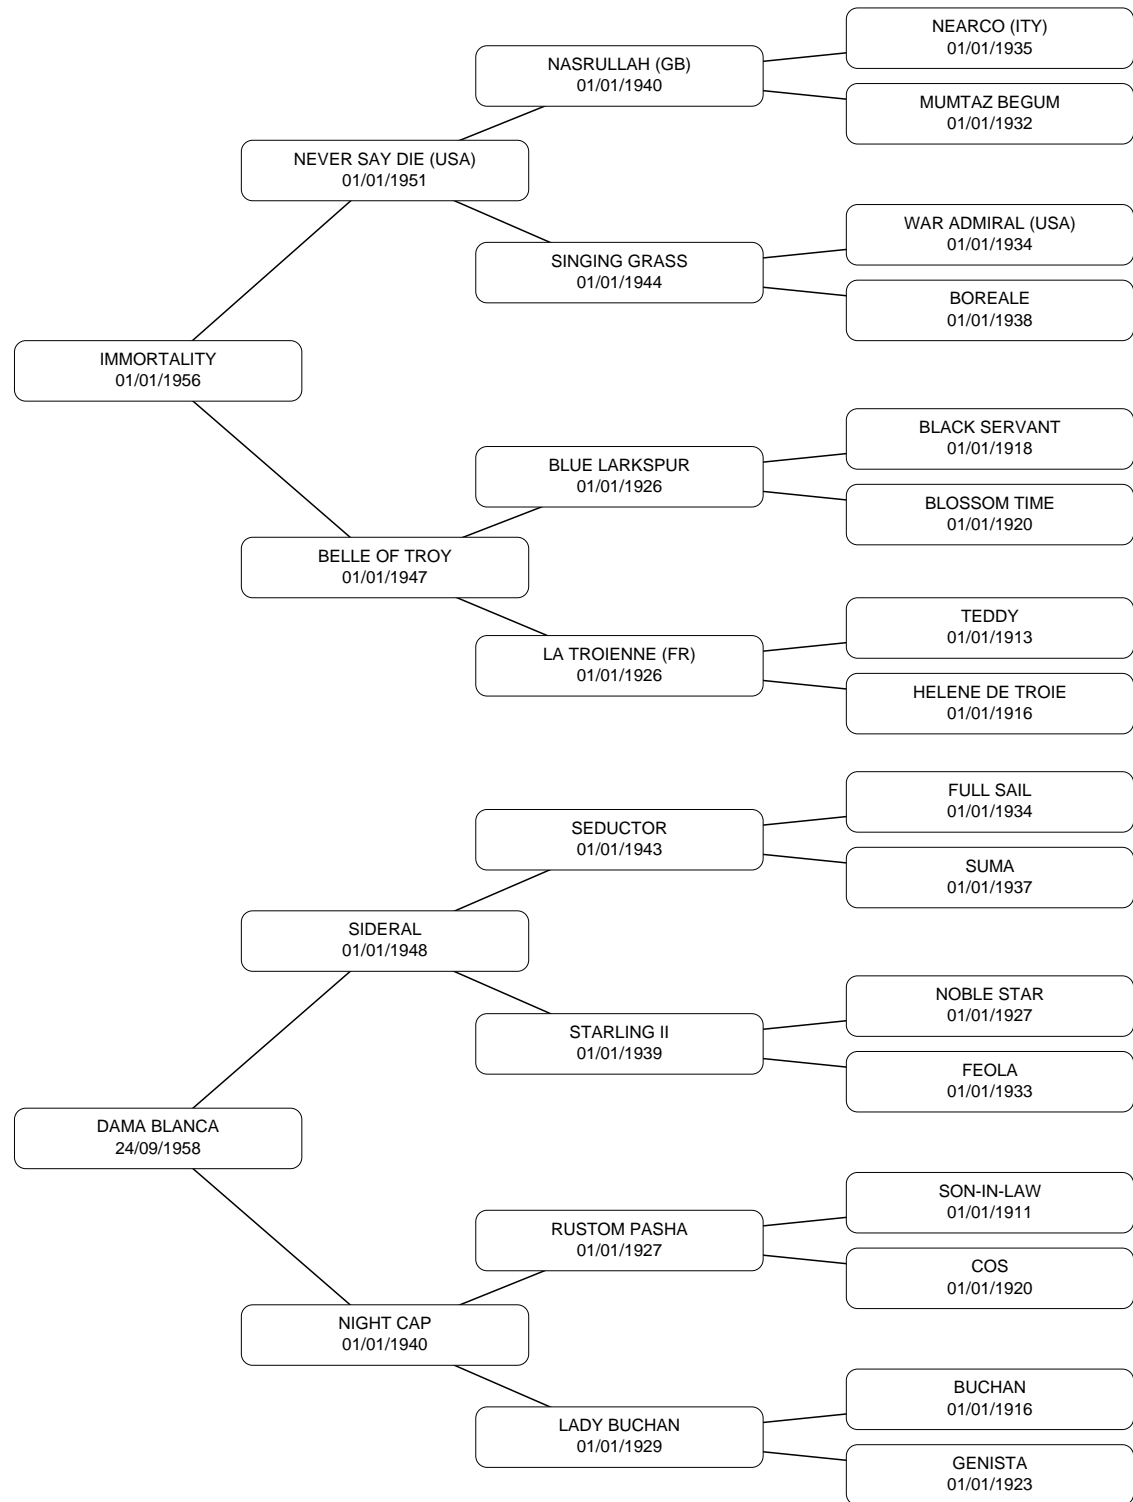 NEARCO (ITY)
01/01/1935
NASRULLAH (GB)
01/01/1940
MUMTAZ BEGUM
01/01/1932
NEVER SAY DIE (USA)
01/01/1951
WAR ADMIRAL (USA)
01/01/1934
SINGING GRASS
01/01/1944
BOREALE
01/01/1938
IMMORTALITY
01/01/1956
BLACK SERVANT
01/01/1918
BLUE LARKSPUR
01/01/1926
BLOSSOM TIME
01/01/1920
BELLE OF TROY
01/01/1947
TEDDY
01/01/1913
LA TROIENNE (FR)
01/01/1926
HELENE DE TROIE
01/01/1916
FULL SAIL
01/01/1934
SEDUCTOR
01/01/1943
SUMA
01/01/1937
SIDERAL
01/01/1948
NOBLE STAR
01/01/1927
STARLING II
01/01/1939
FEOLA
01/01/1933
DAMA BLANCA
24/09/1958
SON-IN-LAW
01/01/1911
RUSTOM PASHA
01/01/1927
COS
01/01/1920
NIGHT CAP
01/01/1940
BUCHAN
01/01/1916
LADY BUCHAN
01/01/1929
GENISTA
01/01/1923